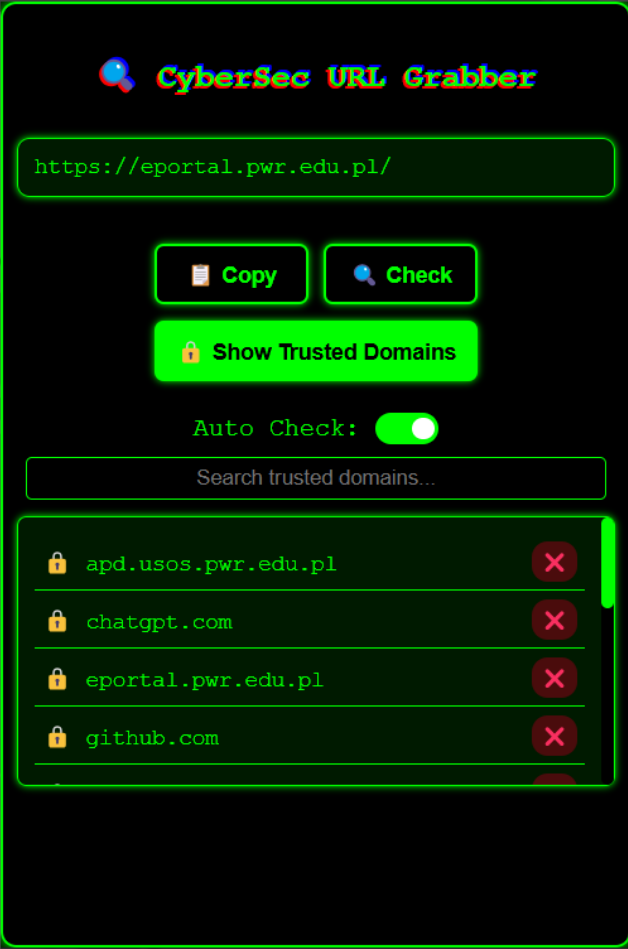 CyberSec URL Grabber
https://eportal.pwr.edu.pl/
Copy
Check
Show Trusted Domains
Auto Check:
Search trusted domains...
apd.usos.pwr.edu.pl
chatgpt.com
eportal.pwr.edu.pl
github.com